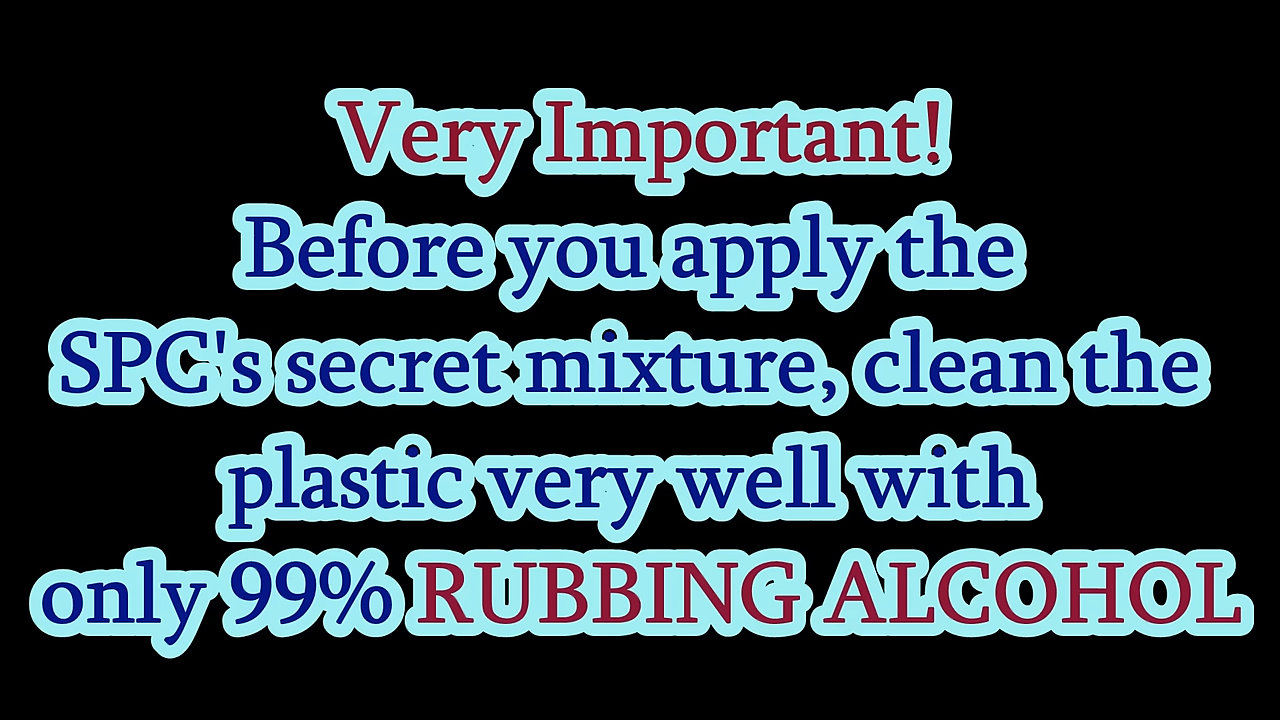 Very Important!
Before you apply the
SPC's secret mixture, clean the
plastic very well with
only 99% RUBBING ALCOHOL